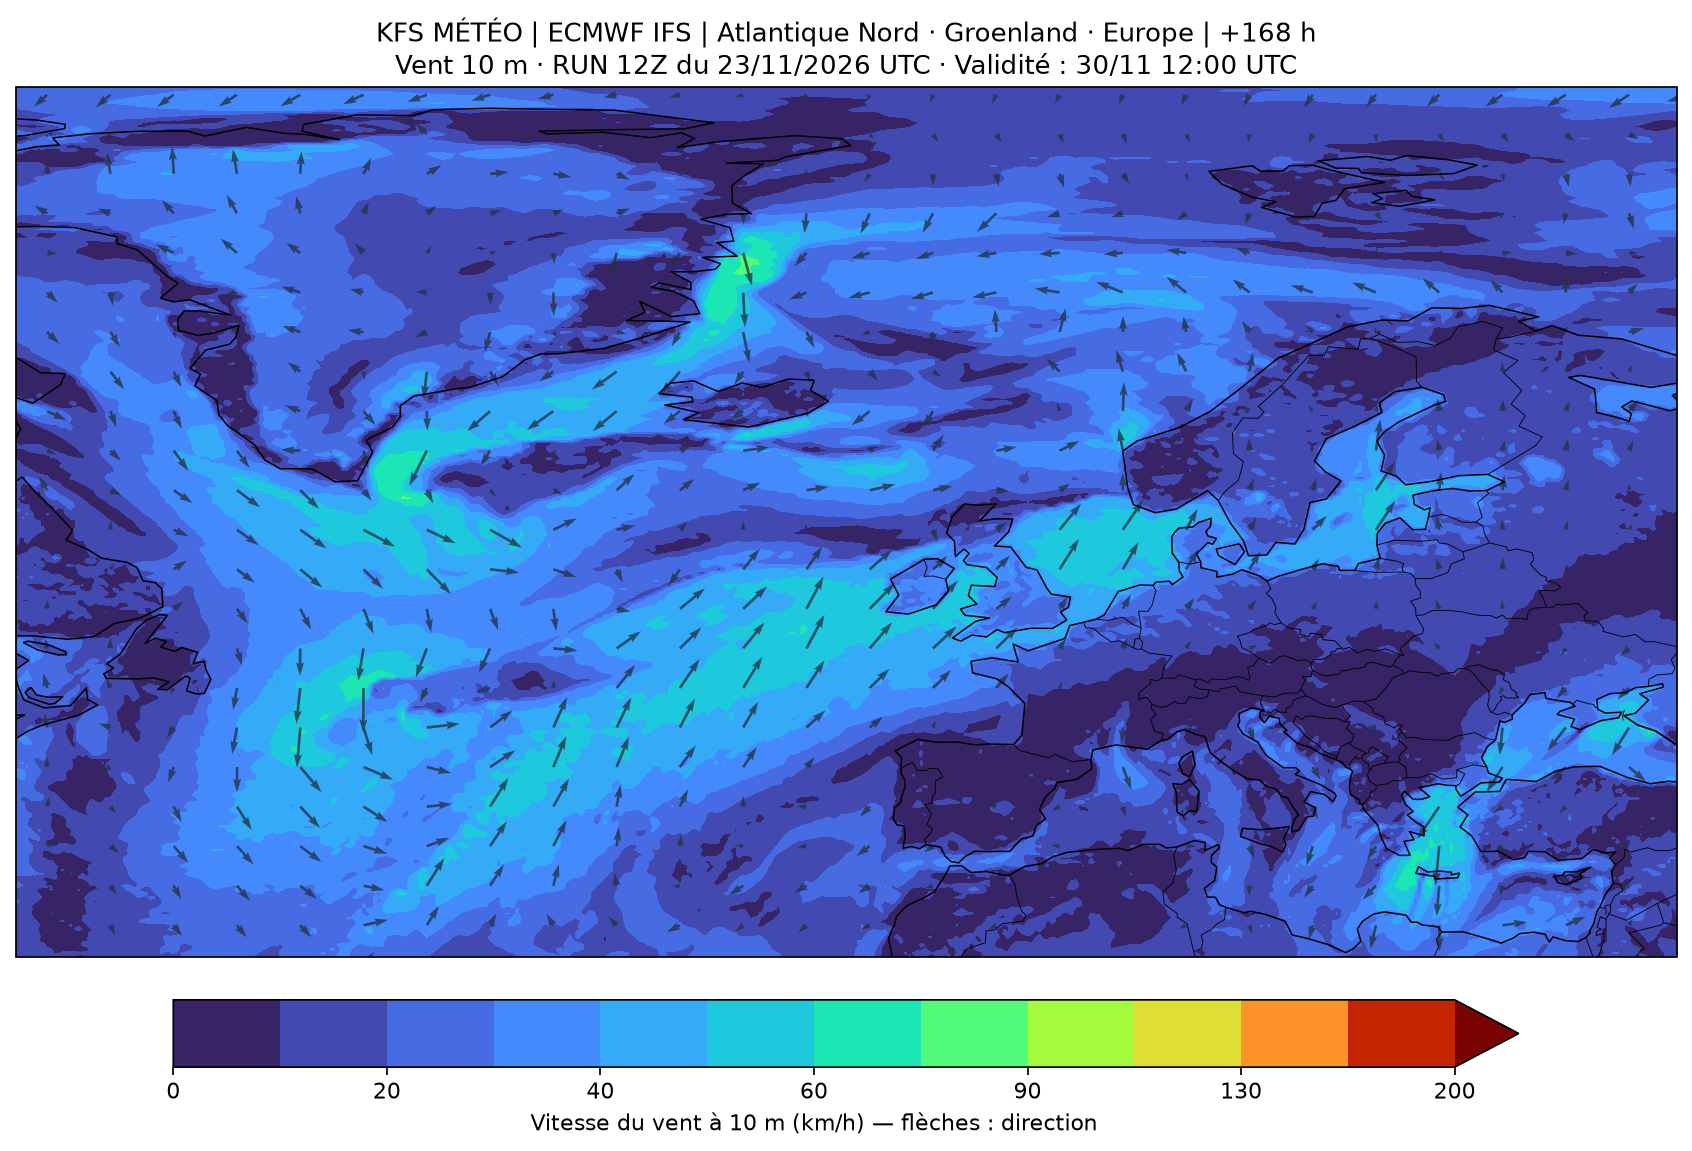 KFS MÉTÉO | ECMWF IFS | Atlantique Nord · Groenland · Europe | +168 h
Vent 10 m · RUN 12Z du 23/11/2026 UTC · Validité : 30/11 12:00 UTC
0 20 40 60 90 130 200
Vitesse du vent à 10 m (km/h) — flèches : direction